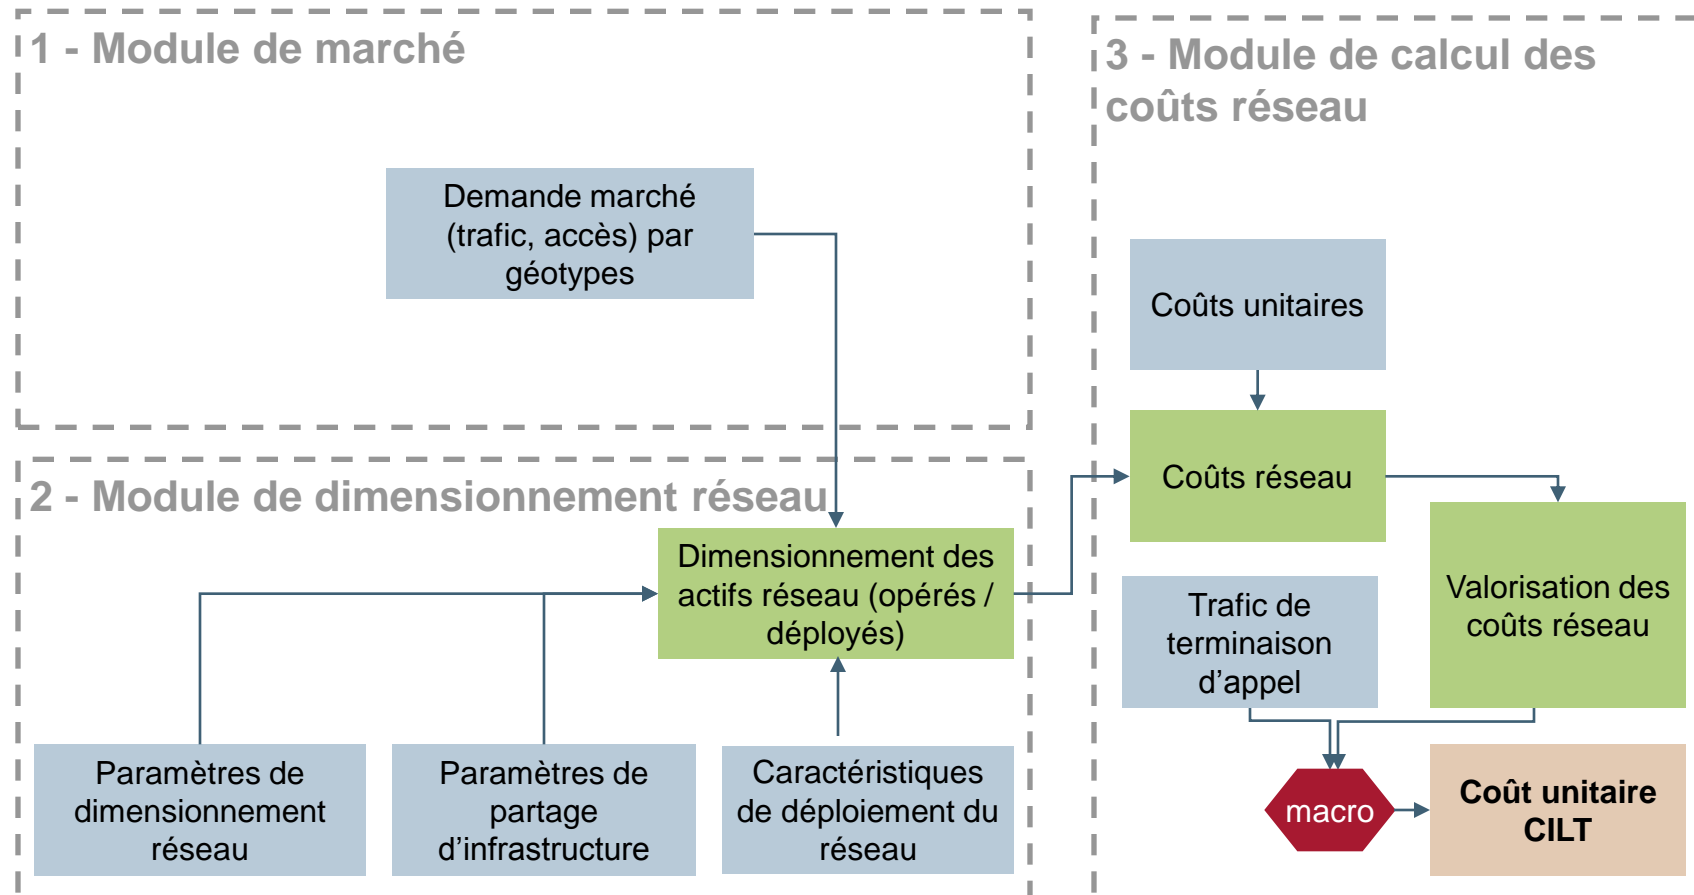 1 - Module de marché
Demande marché
(trafic, accès) par
géotypes
2 - Module de dimensionnement réseau
Dimensionnement des
actifs réseau (opérés /
déployés)
Paramètres de
dimensionnement
réseau
Paramètres de
partage
d’infrastructure
Caractéristiques
de déploiement du
réseau
3 - Module de calcul des
coûts réseau
Coûts unitaires
Coûts réseau
Trafic de
terminaison
d’appel
Valorisation des
coûts réseau
macro
Coût unitaire
CILT